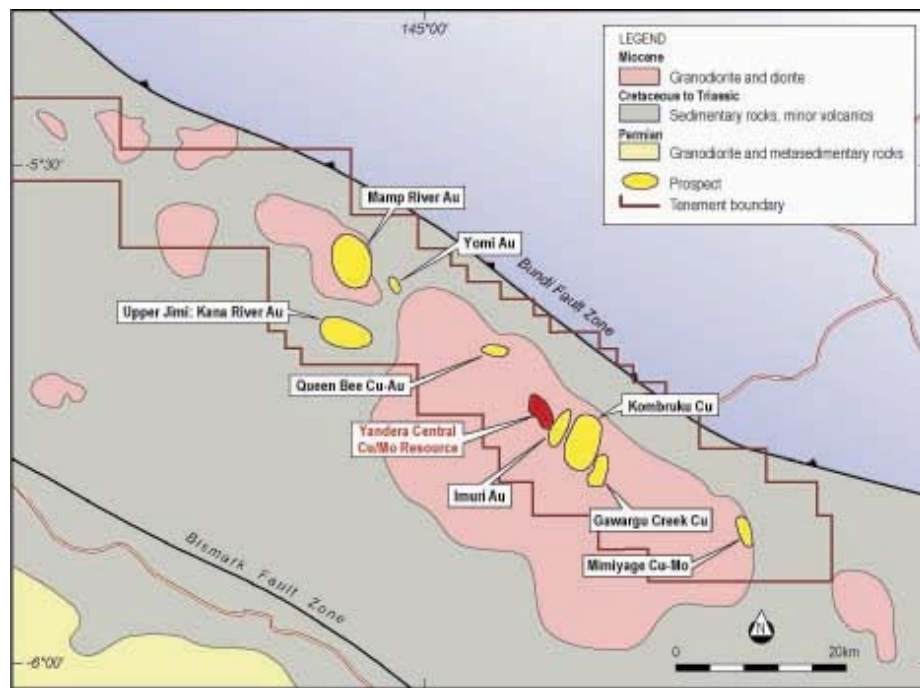 145°00'
LEGEND
Miocene
Granodiorite and diorite
Cretaceous to Triassic
Sedimentary rocks, minor volcanics
Permian
Granodiorite and metasedimentary rocks
Prospect
Tenement boundary
-5°30'
Mamp River Au
Yomi Au
Bundi Fault Zone
Upper Jimi: Kana River Au
Queen Bee Cu-Au
Kombruku Cu
Yandera Central
Cu/Mo Resource
Imuri Au
Gawargu Creek Cu
Mimiyage Cu-Mo
Bismark Fault Zone
N
0 20km
-6°00'